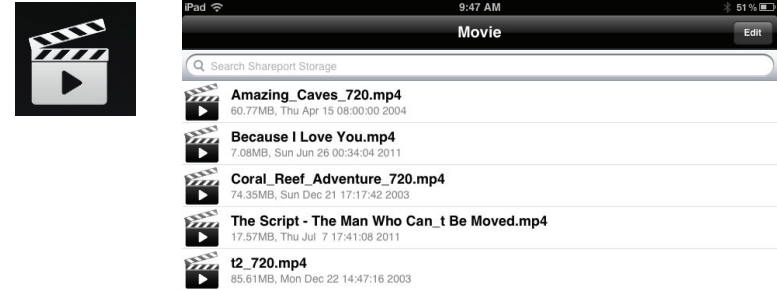 iPad 9:47 AM 51%
Movie Edit
Search Shareport Storage
Amazing_Caves_720.mp4
60.77MB, Thu Apr 15 08:00:00 2004
Because I Love You.mp4
7.08MB, Sun Jun 26 00:34:04 2011
Coral_Reef_Adventure_720.mp4
74.35MB, Sun Dec 21 17:17:42 2003
The Script - The Man Who Can_t Be Moved.mp4
17.57MB, Thu Jul  7 17:41:08 2011
t2_720.mp4
85.61MB, Mon Dec 22 14:47:16 2003